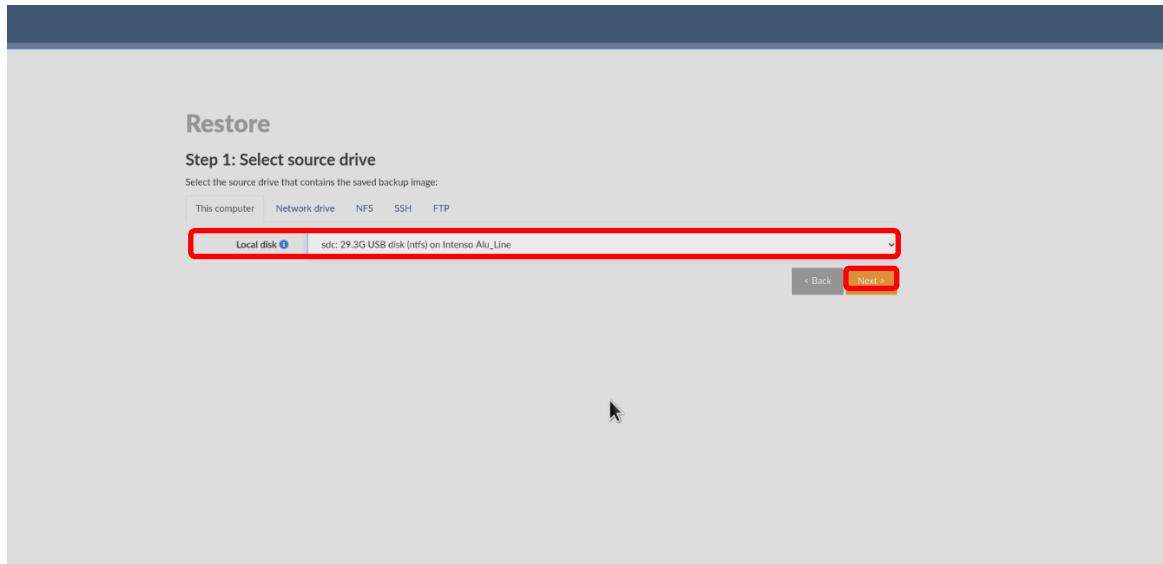 Restore
Step 1: Select source drive
Select the source drive that contains the saved backup image:
This computer Network drive NFS SSH FTP
Local disk sdc: 29.3G USB disk (ntfs) on Intenso Alu_Line
< Back Next >